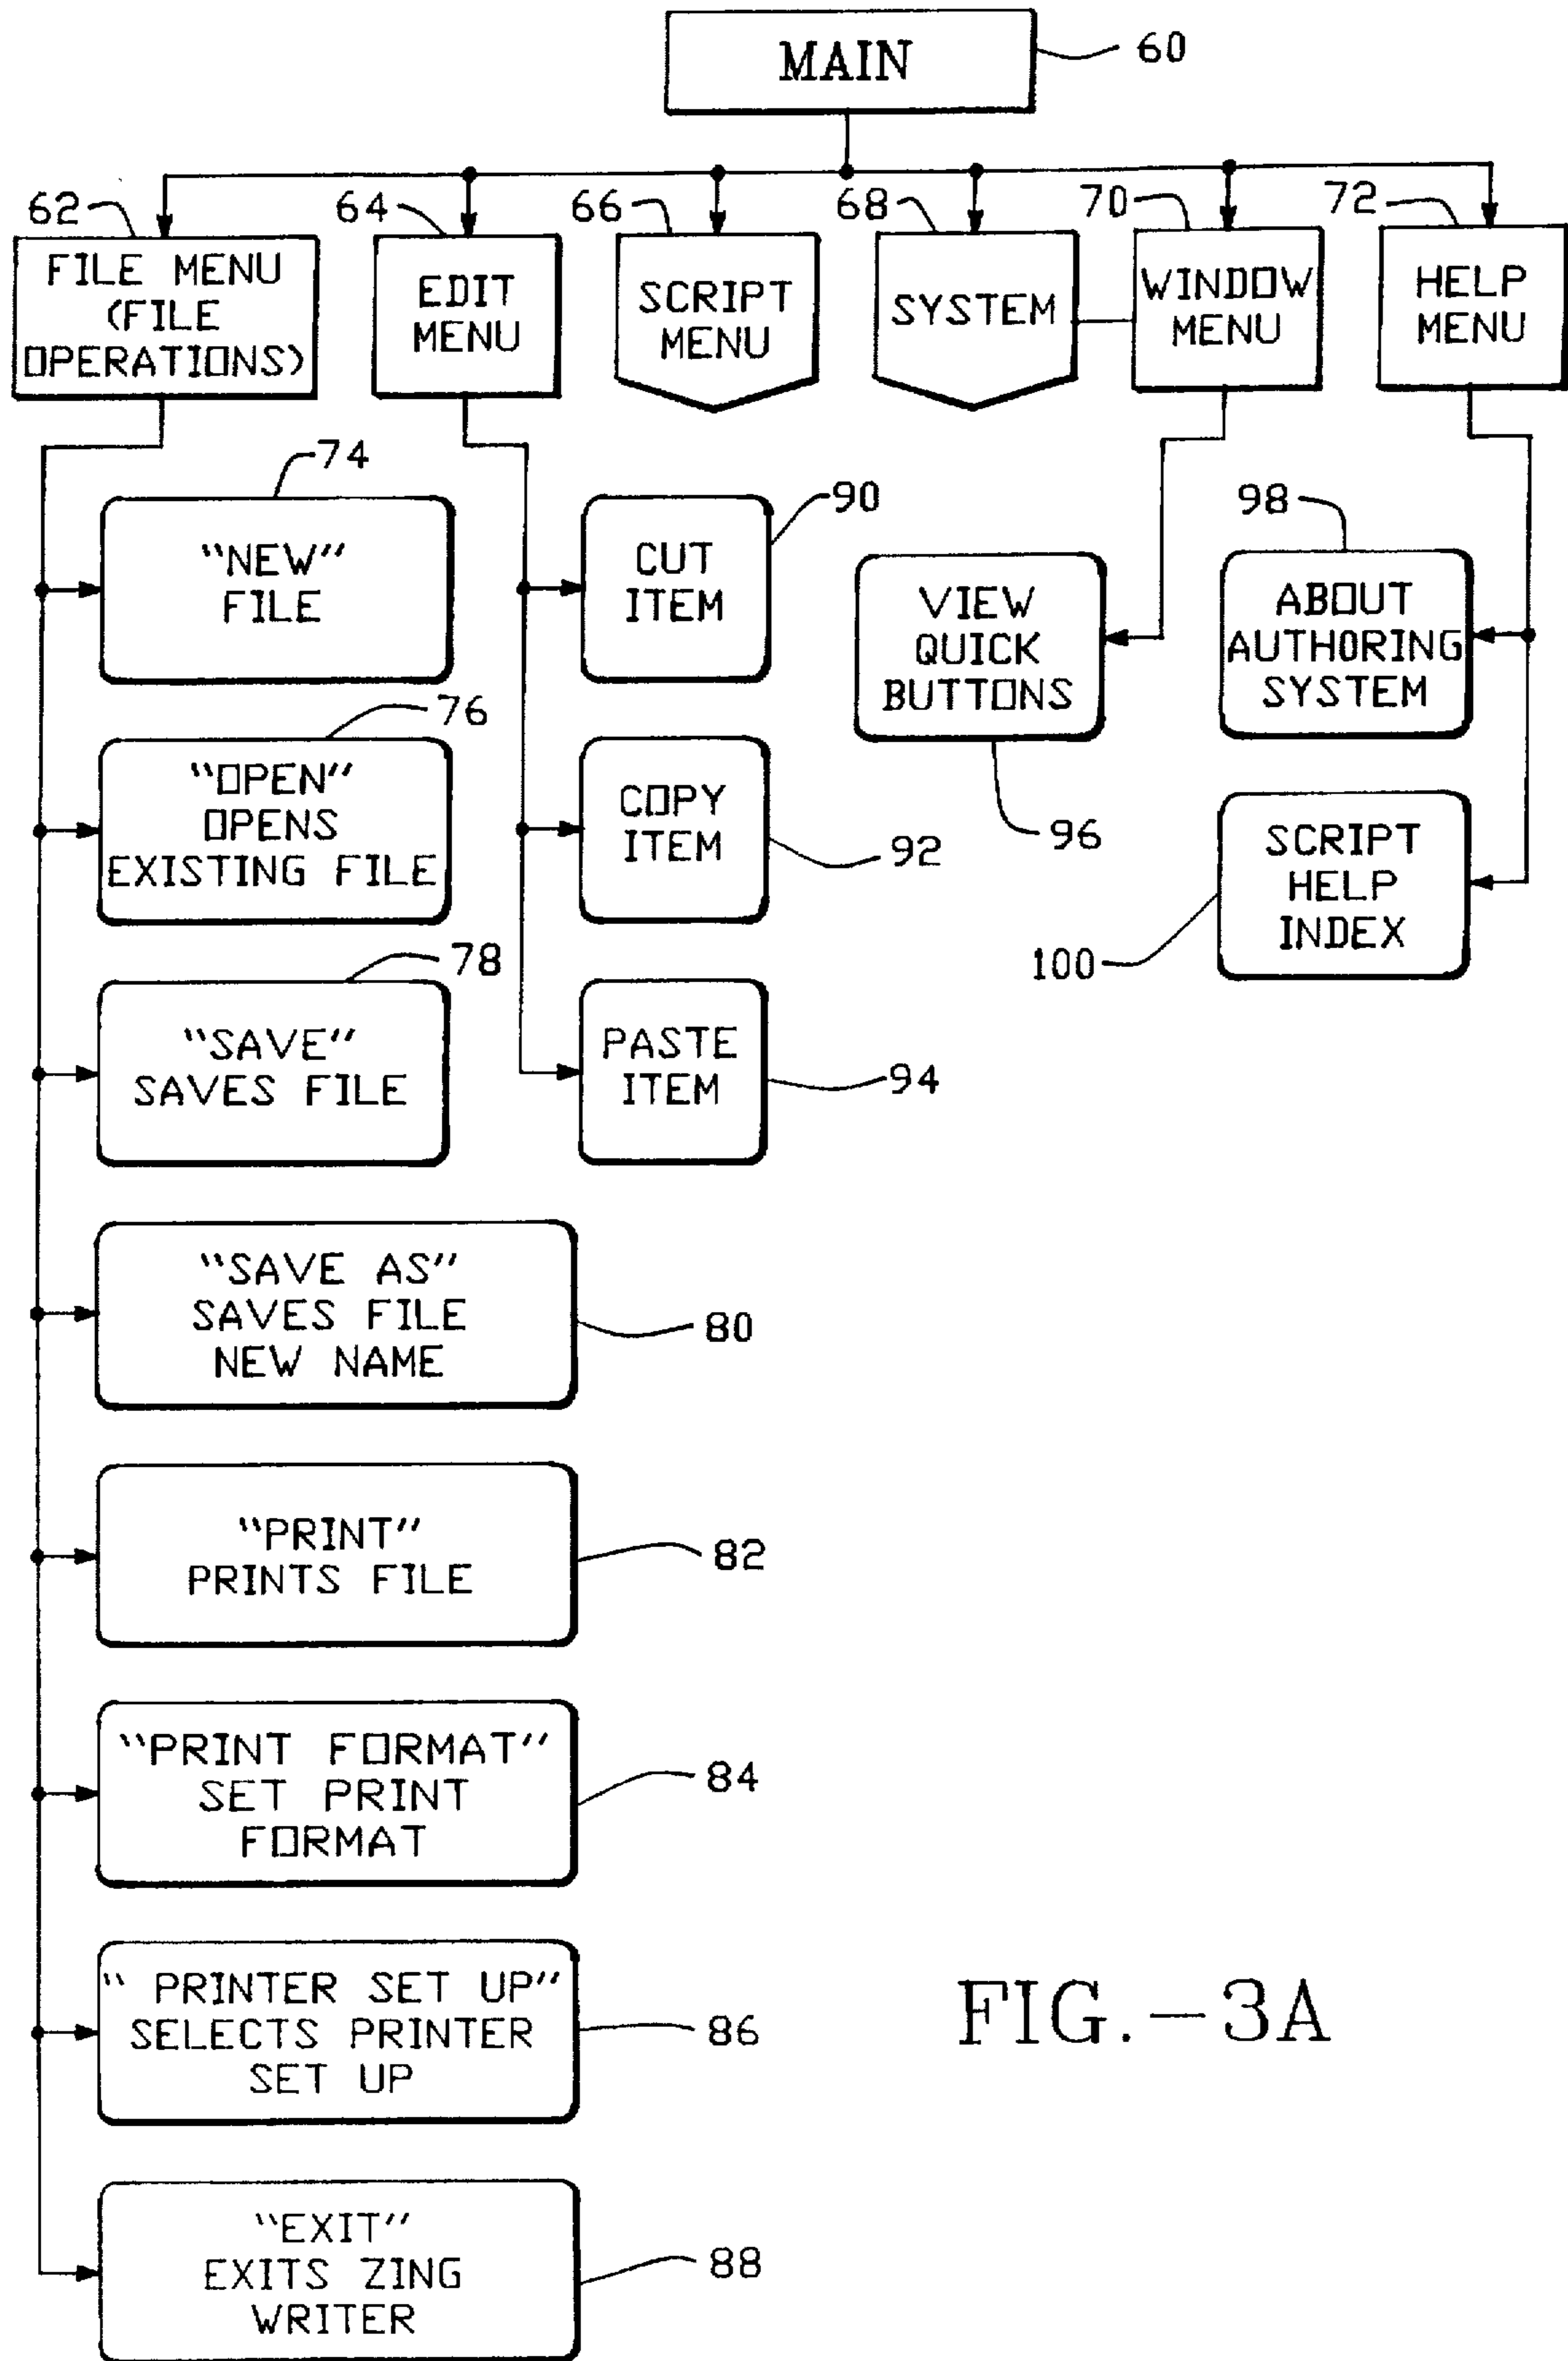 MAIN
60
62
64
66
68
70
72
FILE MENU
(FILE
OPERATIONS)
EDIT
MENU
SCRIPT
MENU
SYSTEM
WINDOW
MENU
HELP
MENU
74
"NEW"
FILE
76
"OPEN"
OPENS
EXISTING FILE
78
"SAVE"
SAVES FILE
"SAVE AS"
SAVES FILE
NEW NAME
80
"PRINT"
PRINTS FILE
82
"PRINT FORMAT"
SET PRINT
FORMAT
84
" PRINTER SET UP"
SELECTS PRINTER
SET UP
86
"EXIT"
EXITS ZING
WRITER
88
90
CUT
ITEM
COPY
ITEM
92
PASTE
ITEM
94
VIEW
QUICK
BUTTONS
96
98
ABOUT
AUTHORING
SYSTEM
SCRIPT
HELP
INDEX
100
FIG.-3A